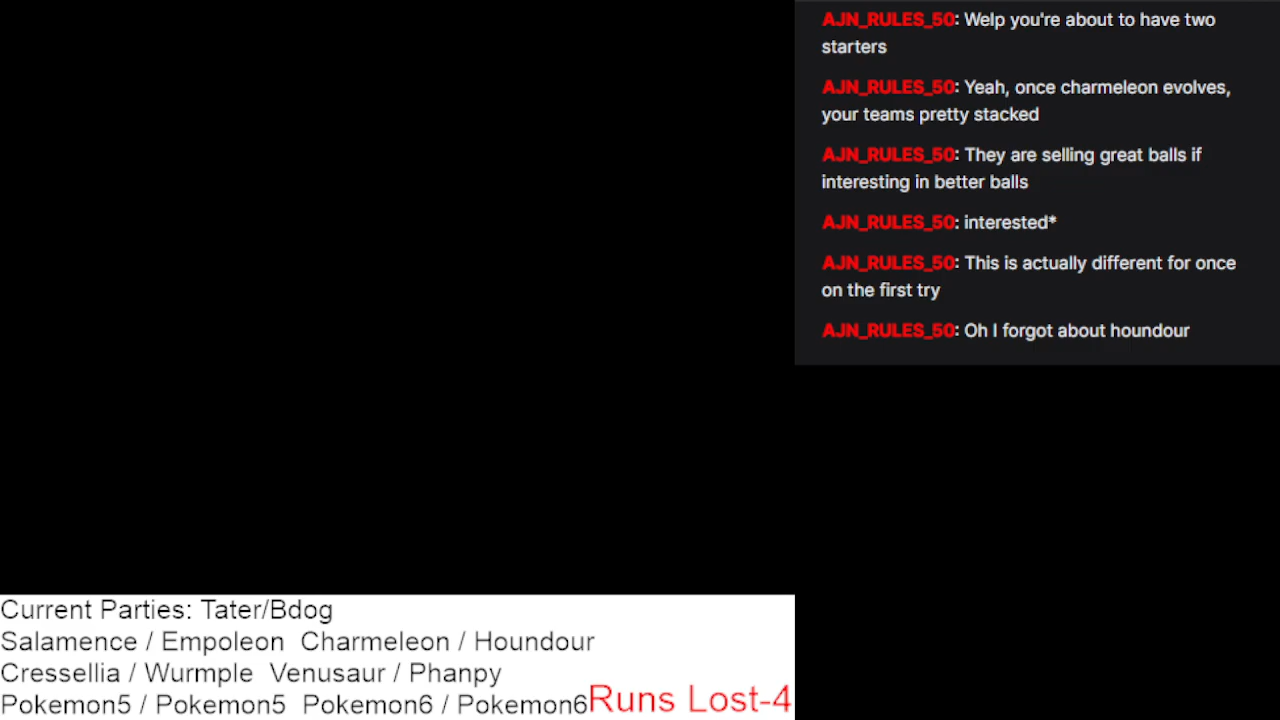 AJN_RULES_50: Welp you're about to have two
starters
AJN_RULES_50: Yeah, once charmeleon evolves,
your teams pretty stacked
AJN_RULES_50: They are selling great balls if
interesting in better balls
AJN_RULES_50: interested*
AJN_RULES_50: This is actually different for once
on the first try
AJN_RULES_50: Oh I forgot about houndour
Current Parties: Tater/Bdog
Salamence / Empoleon Charmeleon / Houndour
Cressellia / Wurmple Venusaur / Phanpy
Pokemon5 / Pokemon5 Pokemon6 / Pokemon6
Runs Lost-4